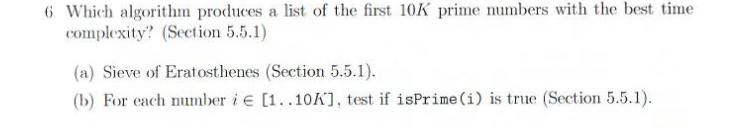 6. Which algorithm produces a list of the first 10K prime numbers with the best time
complexity? (Section 5.5.1)
(a) Sieve of Eratosthenes (Section 5.5.1).
(b) For each number i ∈ [1..10K], test if isPrime(i) is true (Section 5.5.1).